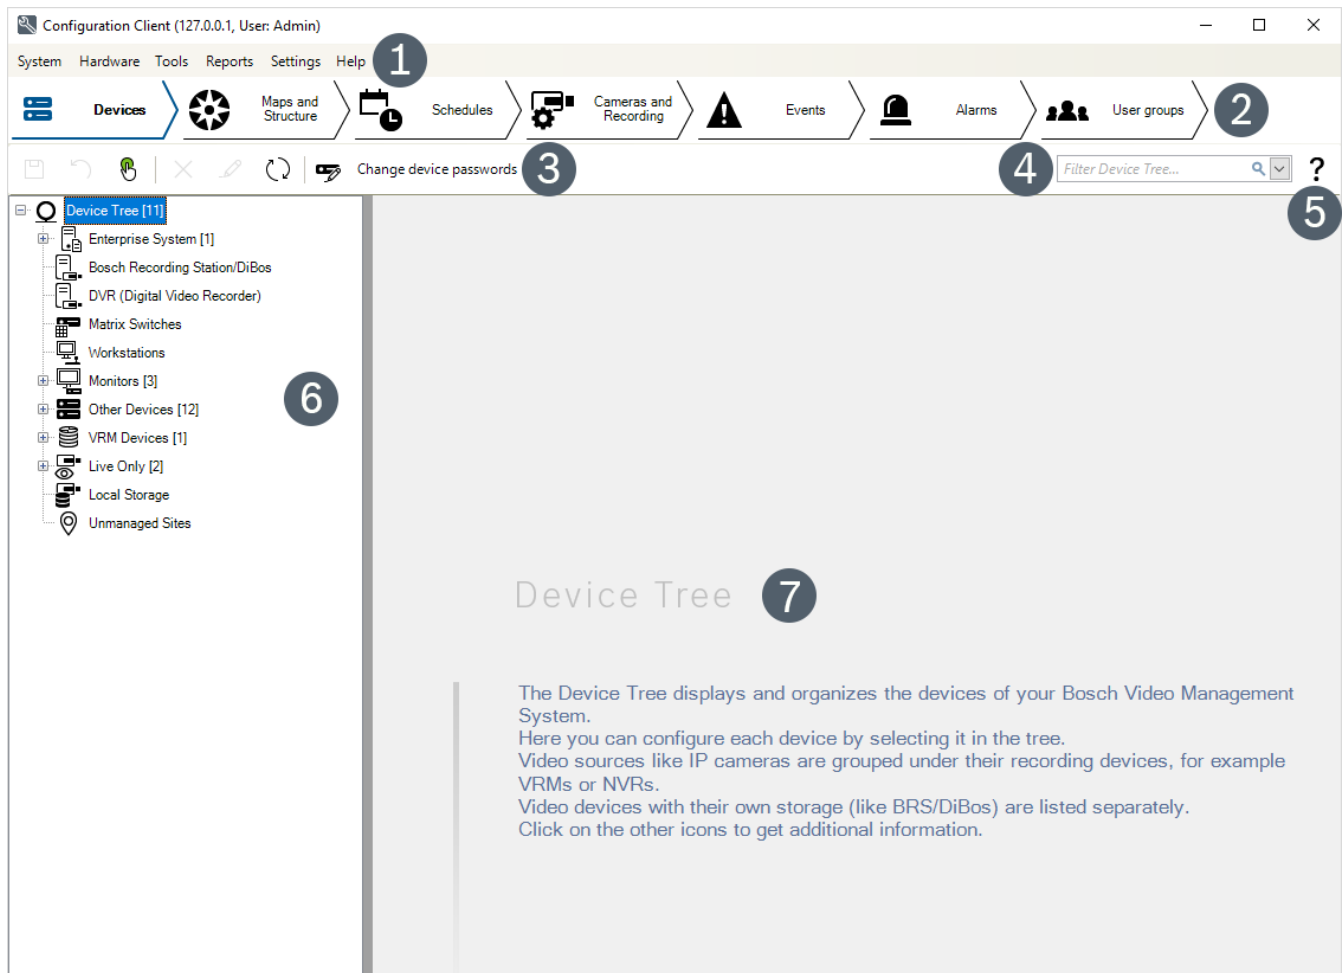 Configuration Client (127.0.0.1, User: Admin)
System Hardware Tools Reports Settings Help 1
Devices
Maps and
Structure
Schedules
Cameras and
Recording
Events
Alarms
User groups
2
Change device passwords 3
4
Filter Device Tree...
?
5
Device Tree [11]
Enterprise System [1]
Bosch Recording Station/DiBos
DVR (Digital Video Recorder)
Matrix Switches
Workstations
Monitors [3]
Other Devices [12]
VRM Devices [1]
Live Only [2]
Local Storage
Unmanaged Sites
6
Device Tree 7
The Device Tree displays and organizes the devices of your Bosch Video Management
System.
Here you can configure each device by selecting it in the tree.
Video sources like IP cameras are grouped under their recording devices, for example
VRMs or NVRs.
Video devices with their own storage (like BRS/DiBos) are listed separately.
Click on the other icons to get additional information.